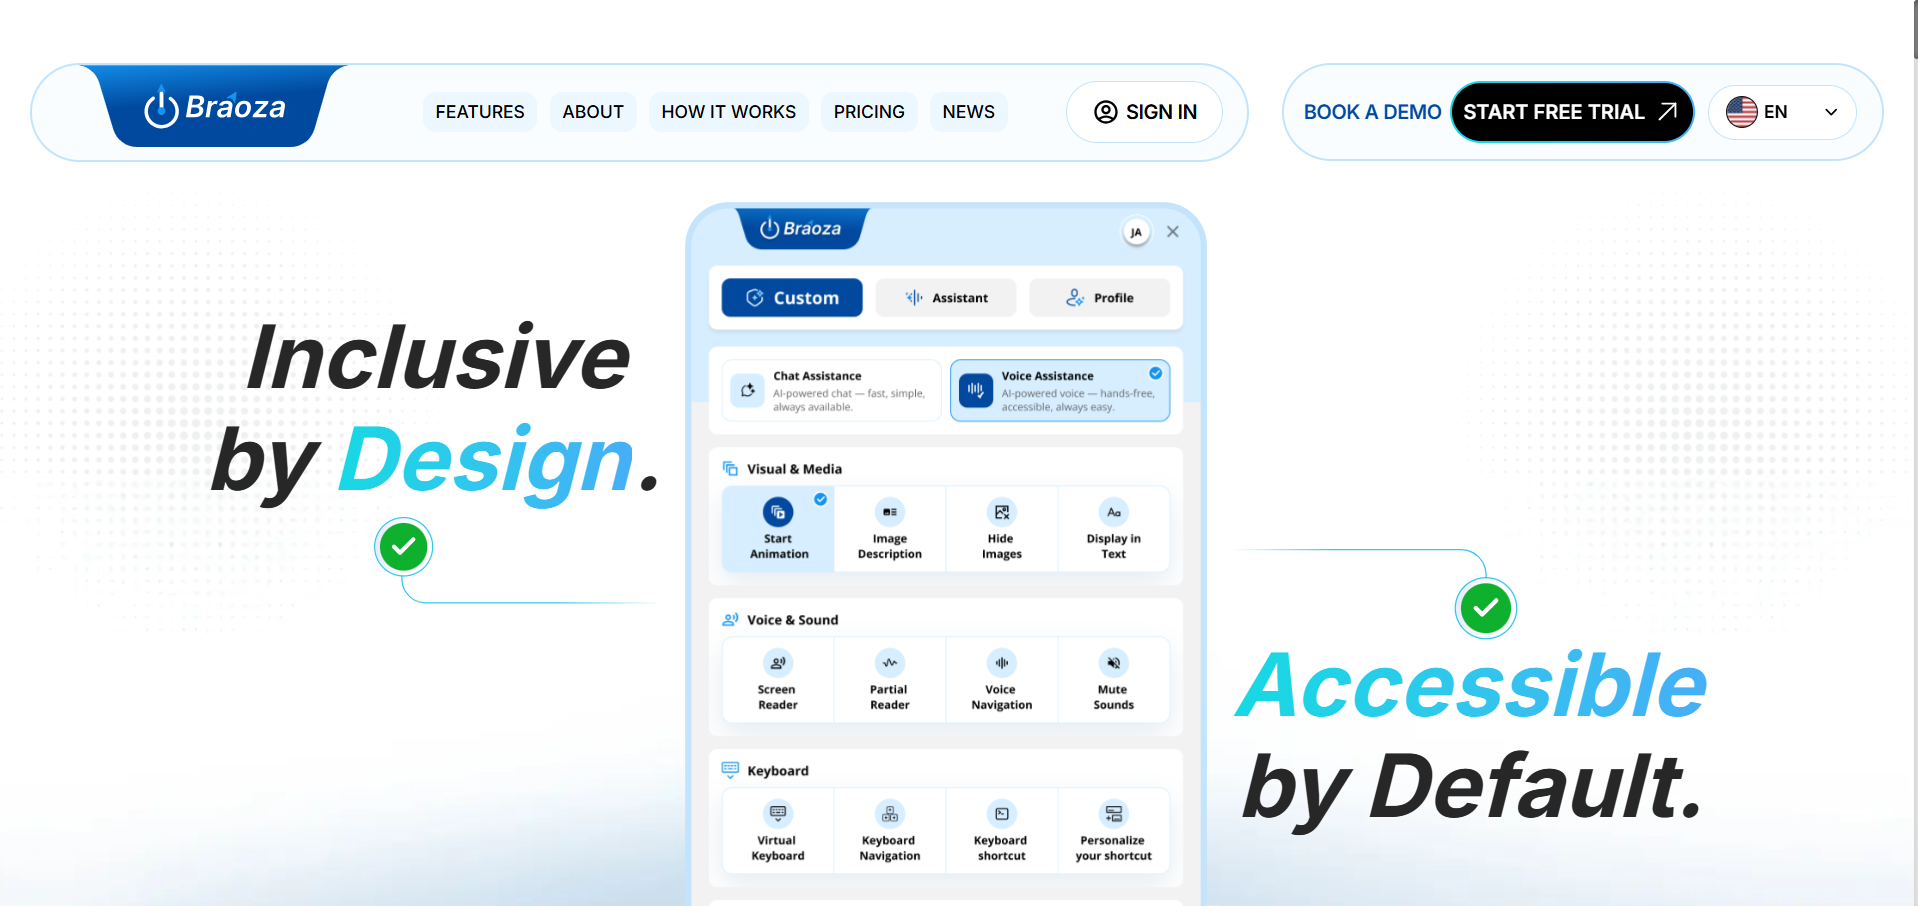 Braoza
FEATURES
ABOUT
HOW IT WORKS
PRICING
NEWS
SIGN IN
BOOK A DEMO
START FREE TRIAL
EN
Inclusive
by Design.
Braoza
JA
Custom
Assistant
Profile
Chat Assistance
AI-powered chat — fast, simple,
always available.
Voice Assistance
AI-powered voice — hands-free,
accessible, always easy.
Visual & Media
Start
Animation
Image
Description
Hide
Images
Display in
Text
Voice & Sound
Screen
Reader
Partial
Reader
Voice
Navigation
Mute
Sounds
Keyboard
Virtual
Keyboard
Keyboard
Navigation
Keyboard
shortcut
Personalize
your shortcut
Accessible
by Default.